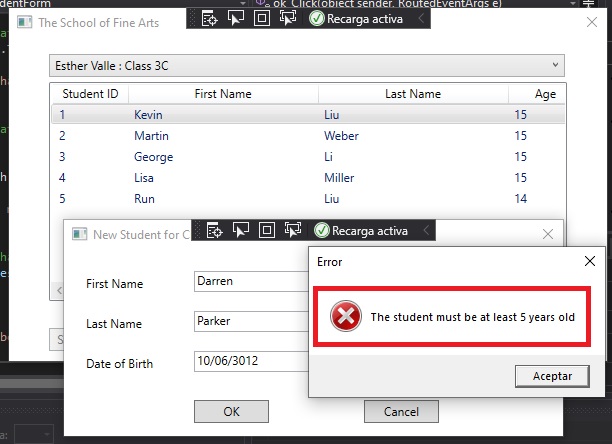 dentForm
ok_Click(object sender, RoutedEventArgs e)
The School of Fine Arts
Recarga activa
Esther Valle : Class 3C
Student ID First Name Last Name Age
1 Kevin Liu 15
2 Martin Weber 15
3 George Li 15
4 Lisa Miller 15
5 Run Liu 14
New Student for C
Recarga activa
Error
First Name Darren
The student must be at least 5 years old
Last Name Parker
Date of Birth 10/06/3012
Aceptar
OK Cancel